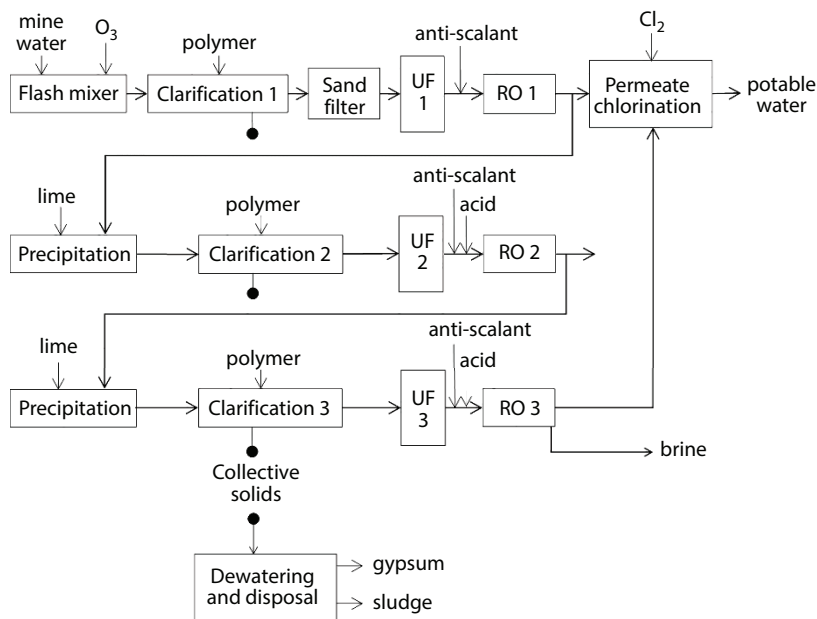 mine
water
O3
polymer
anti-scalant
Cl2
Flash mixer
Clarification 1
Sand
filter
UF
1
RO 1
Permeate
chlorination
potable
water
lime
polymer
anti-scalant
acid
Precipitation
Clarification 2
UF
2
RO 2
lime
polymer
anti-scalant
acid
Precipitation
Clarification 3
UF
3
RO 3
brine
Collective
solids
Dewatering
and disposal
gypsum
sludge